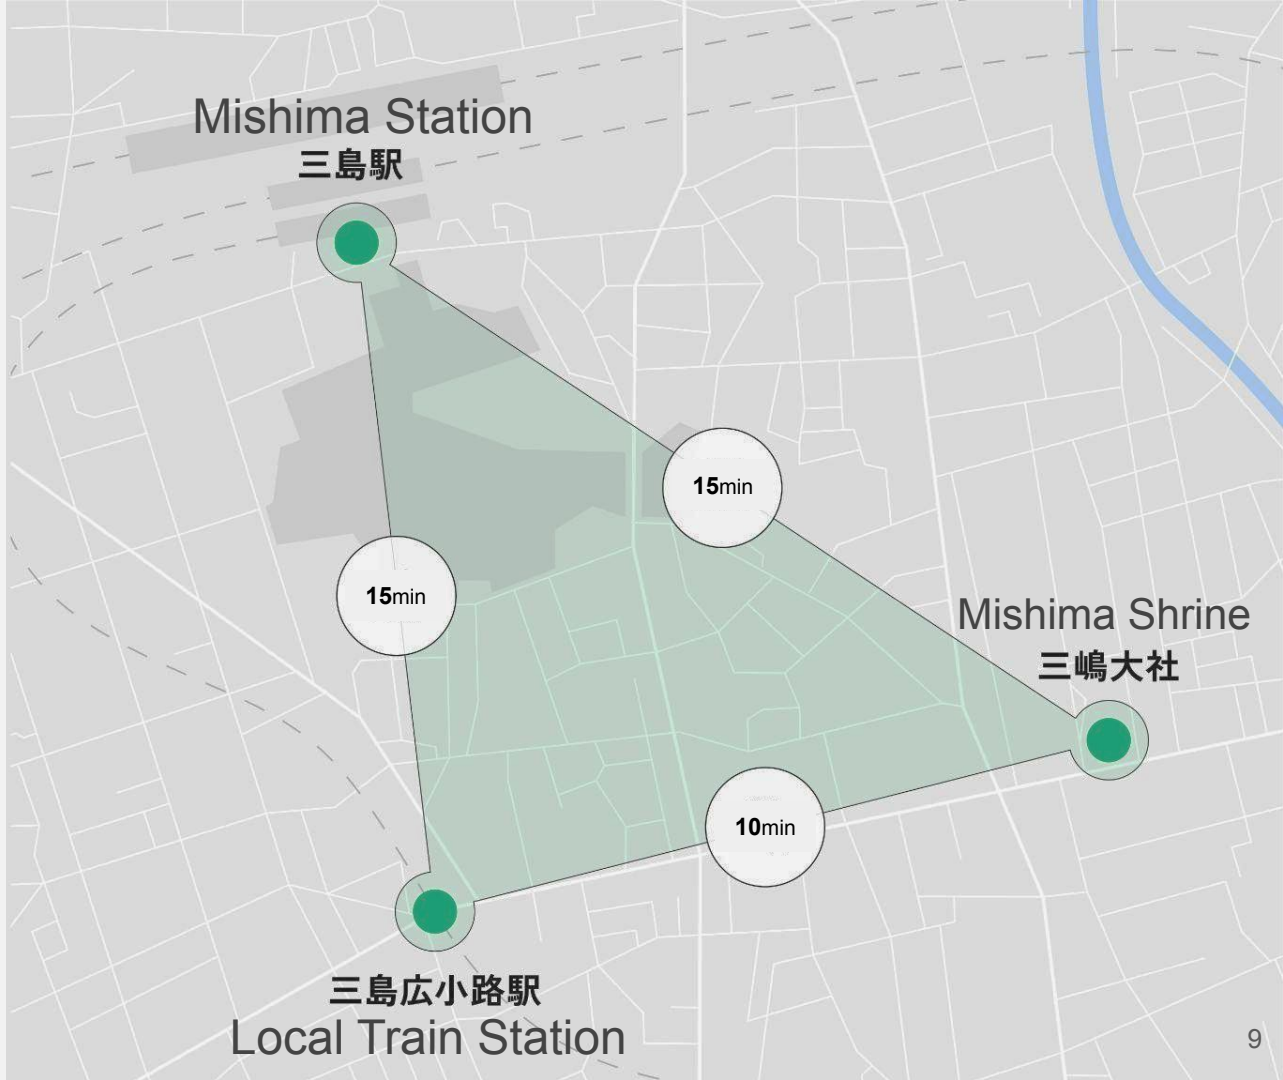 Mishima Station
三島駅
15min
15min
Mishima Shrine
三嶋大社
10min
三島広小路駅
Local Train Station
9